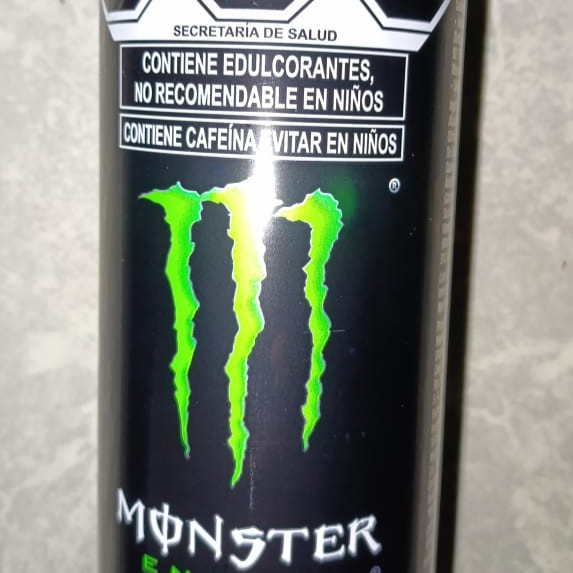 SECRETARÍA DE SALUD
CONTIENE EDULCORANTES,
NO RECOMENDABLE EN NIÑOS
CONTIENE CAFEÍNA EVITAR EN NIÑOS
®
MONSTER